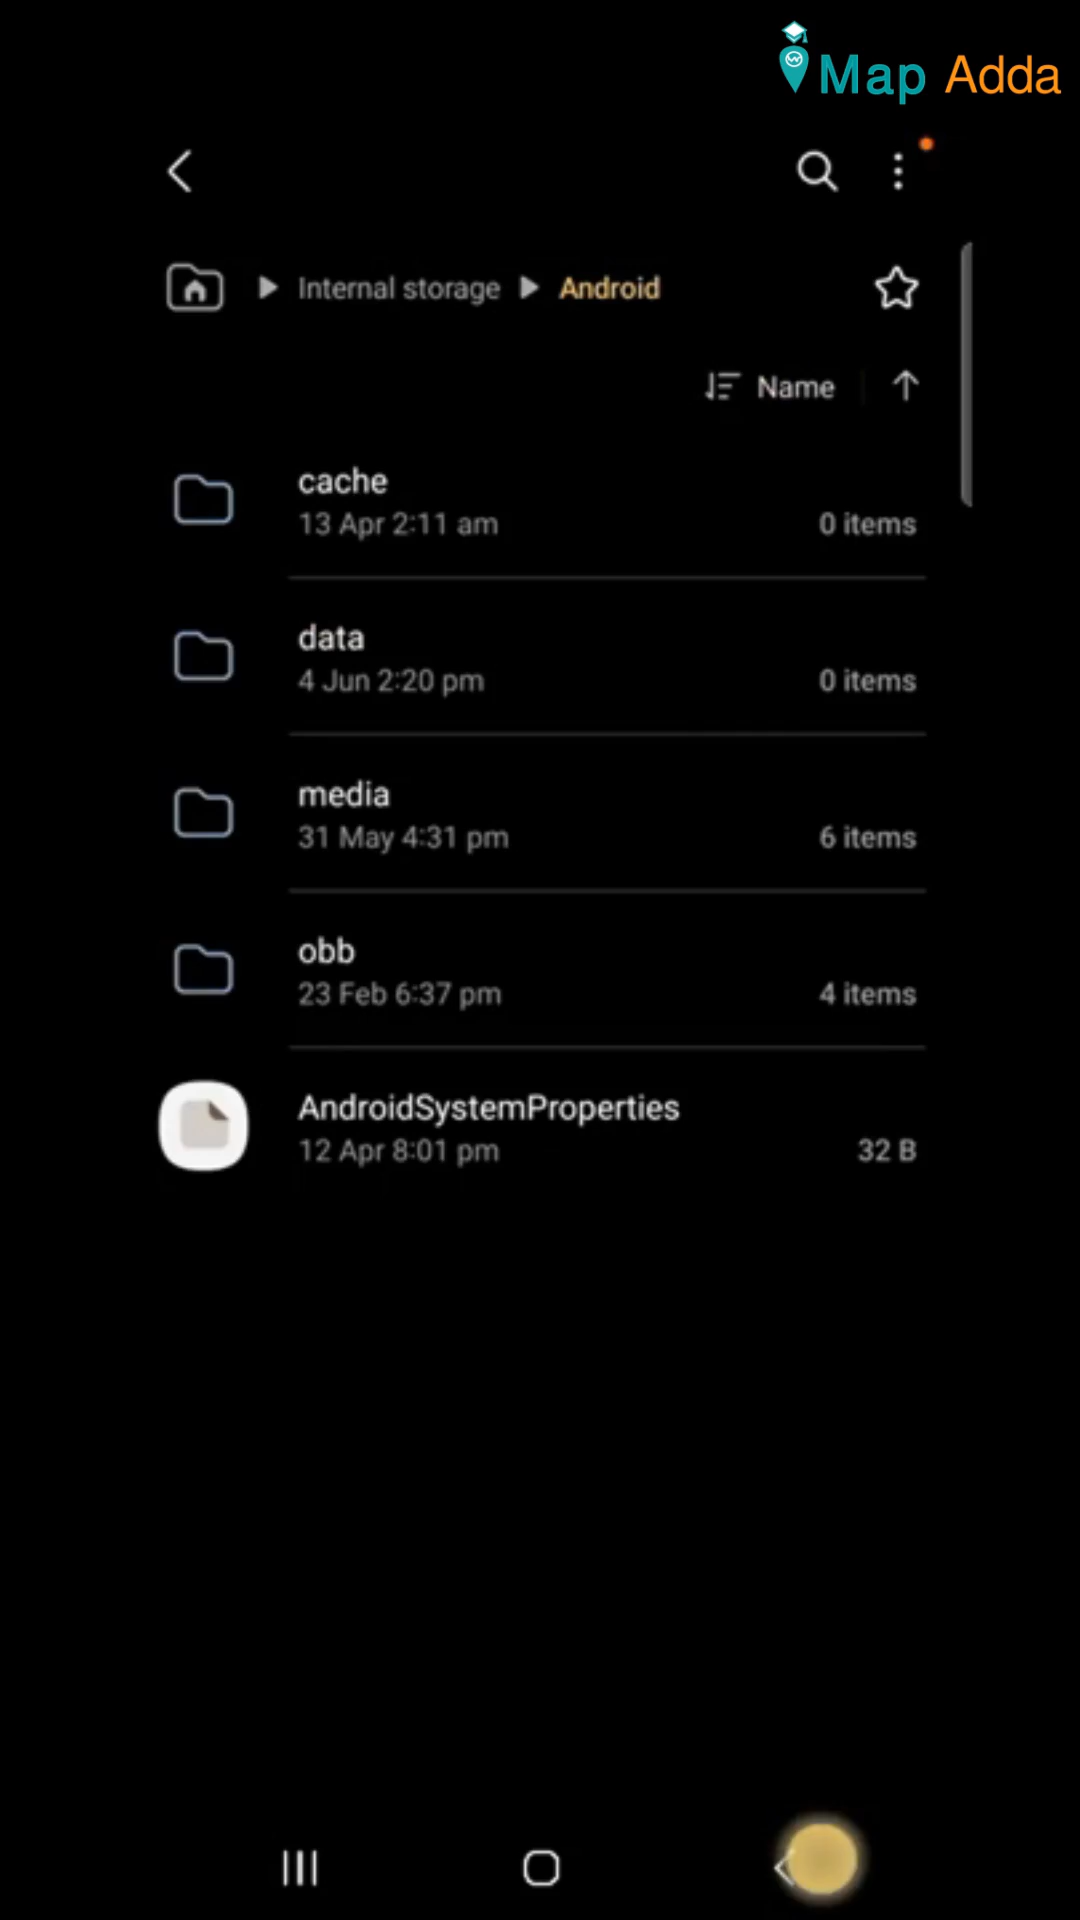 Map Adda
Internal storage Android
Name
cache
13 Apr 2:11 am 0 items
data
4 Jun 2:20 pm 0 items
media
31 May 4:31 pm 6 items
obb
23 Feb 6:37 pm 4 items
AndroidSystemProperties
12 Apr 8:01 pm 32 B